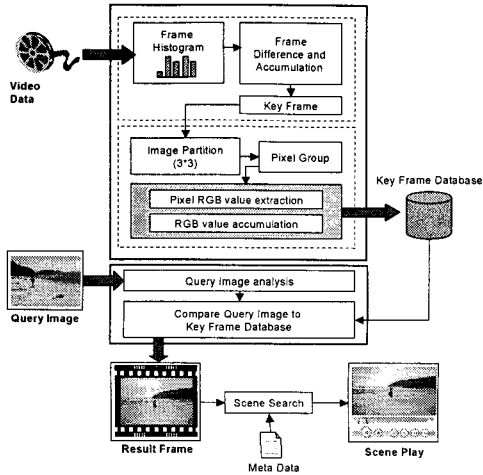 Frame
Histogram
Frame
Difference and
Accumulation
Video
Data
Key Frame
Image Partition
(3*3)
Pixel Group
Key Frame Database
Pixel RGB value extraction
RGB value accumulation
Query image analysis
Query Image
Compare Query Image to
Key Frame Database
Scene Search
Result Frame
Meta Data
Scene Play